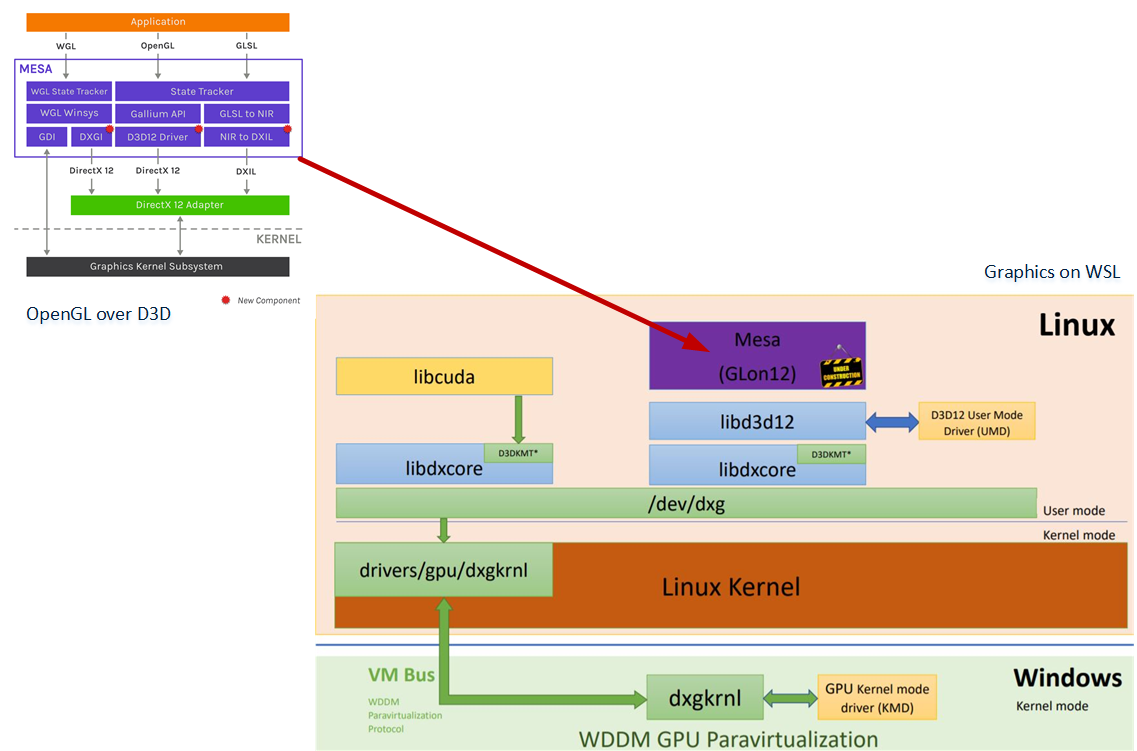 Application
WGL
OpenGL
GLSL
MESA
WGL State Tracker
State Tracker
WGL Winsys
Gallium API
GLSL to NIR
GDI
DXGI
D3D12 Driver
NIR to DXIL
DirectX 12
DirectX 12
DXIL
DirectX 12 Adapter
KERNEL
Graphics Kernel Subsystem
New Component
OpenGL over D3D
Graphics on WSL
Linux
Mesa
(GLon12)
UNDER
CONSTRUCTION
libcuda
libd3d12
D3D12 User Mode
Driver (UMD)
D3DKMT*
libdxcore
D3DKMT*
libdxcore
/dev/dxg
User mode
Kernel mode
drivers/gpu/dxgkrnl
Linux Kernel
VM Bus
WDDM
Paravirtualization
Protocol
dxgkrnl
GPU Kernel mode
driver (KMD)
Windows
Kernel mode
WDDM GPU Paravirtualization